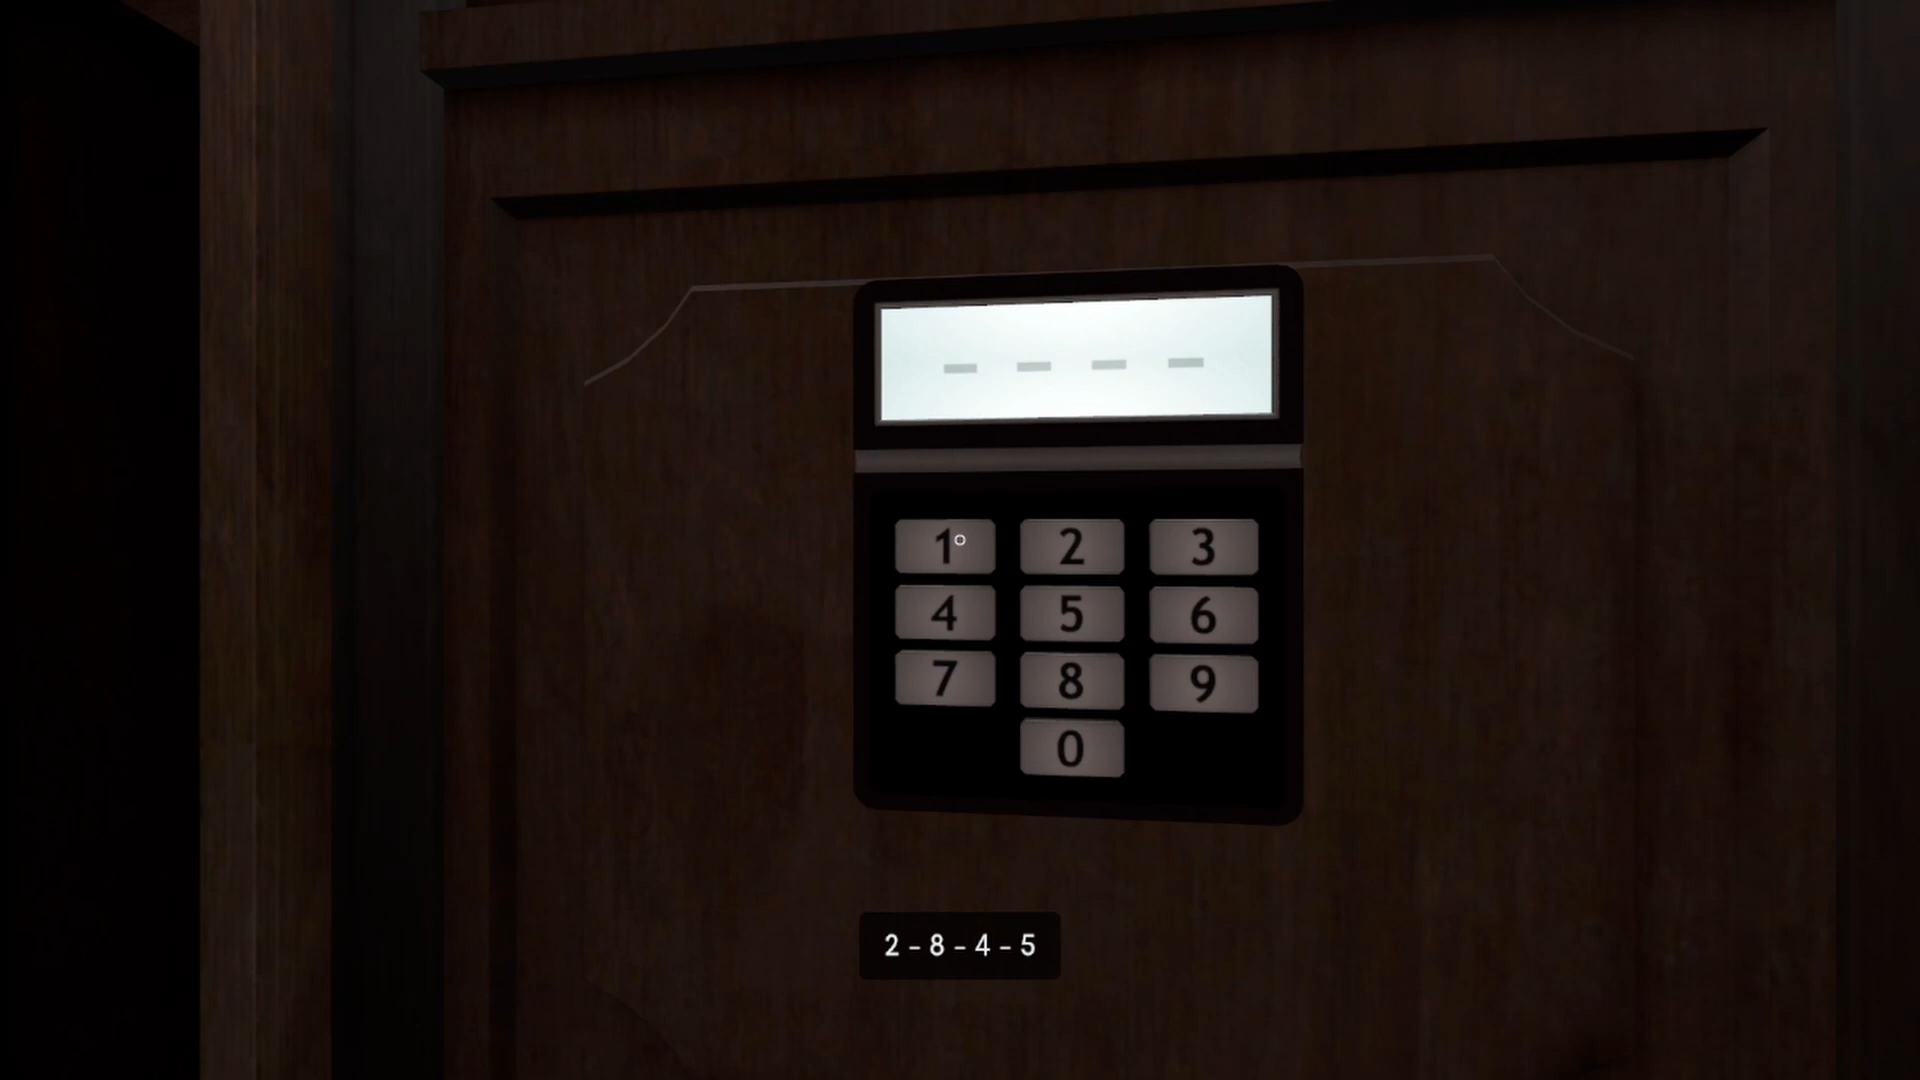 – – – –
1 2 3
4 5 6
7 8 9
0
2 – 8 – 4 – 5